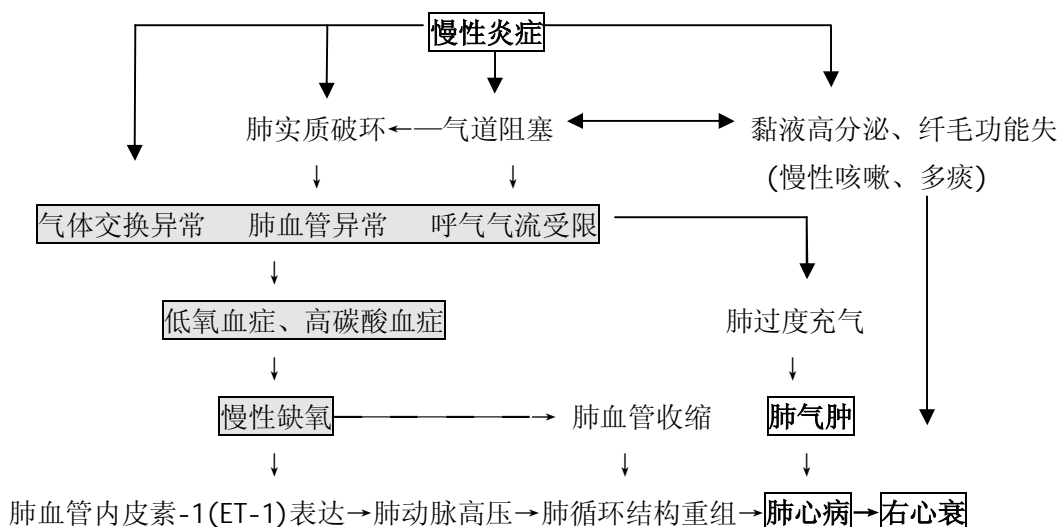 慢性炎症
肺实质破环←—气道阻塞 黏液高分泌、纤毛功能失
(慢性咳嗽、多痰)
↓ ↓
气体交换异常 肺血管异常 呼气气流受限
↓
低氧血症、高碳酸血症 肺过度充气
↓ ↓
慢性缺氧 → 肺血管收缩 肺气肿
↓ ↓ ↓
肺血管内皮素-1(ET-1)表达→肺动脉高压→肺循环结构重组→肺心病→右心衰